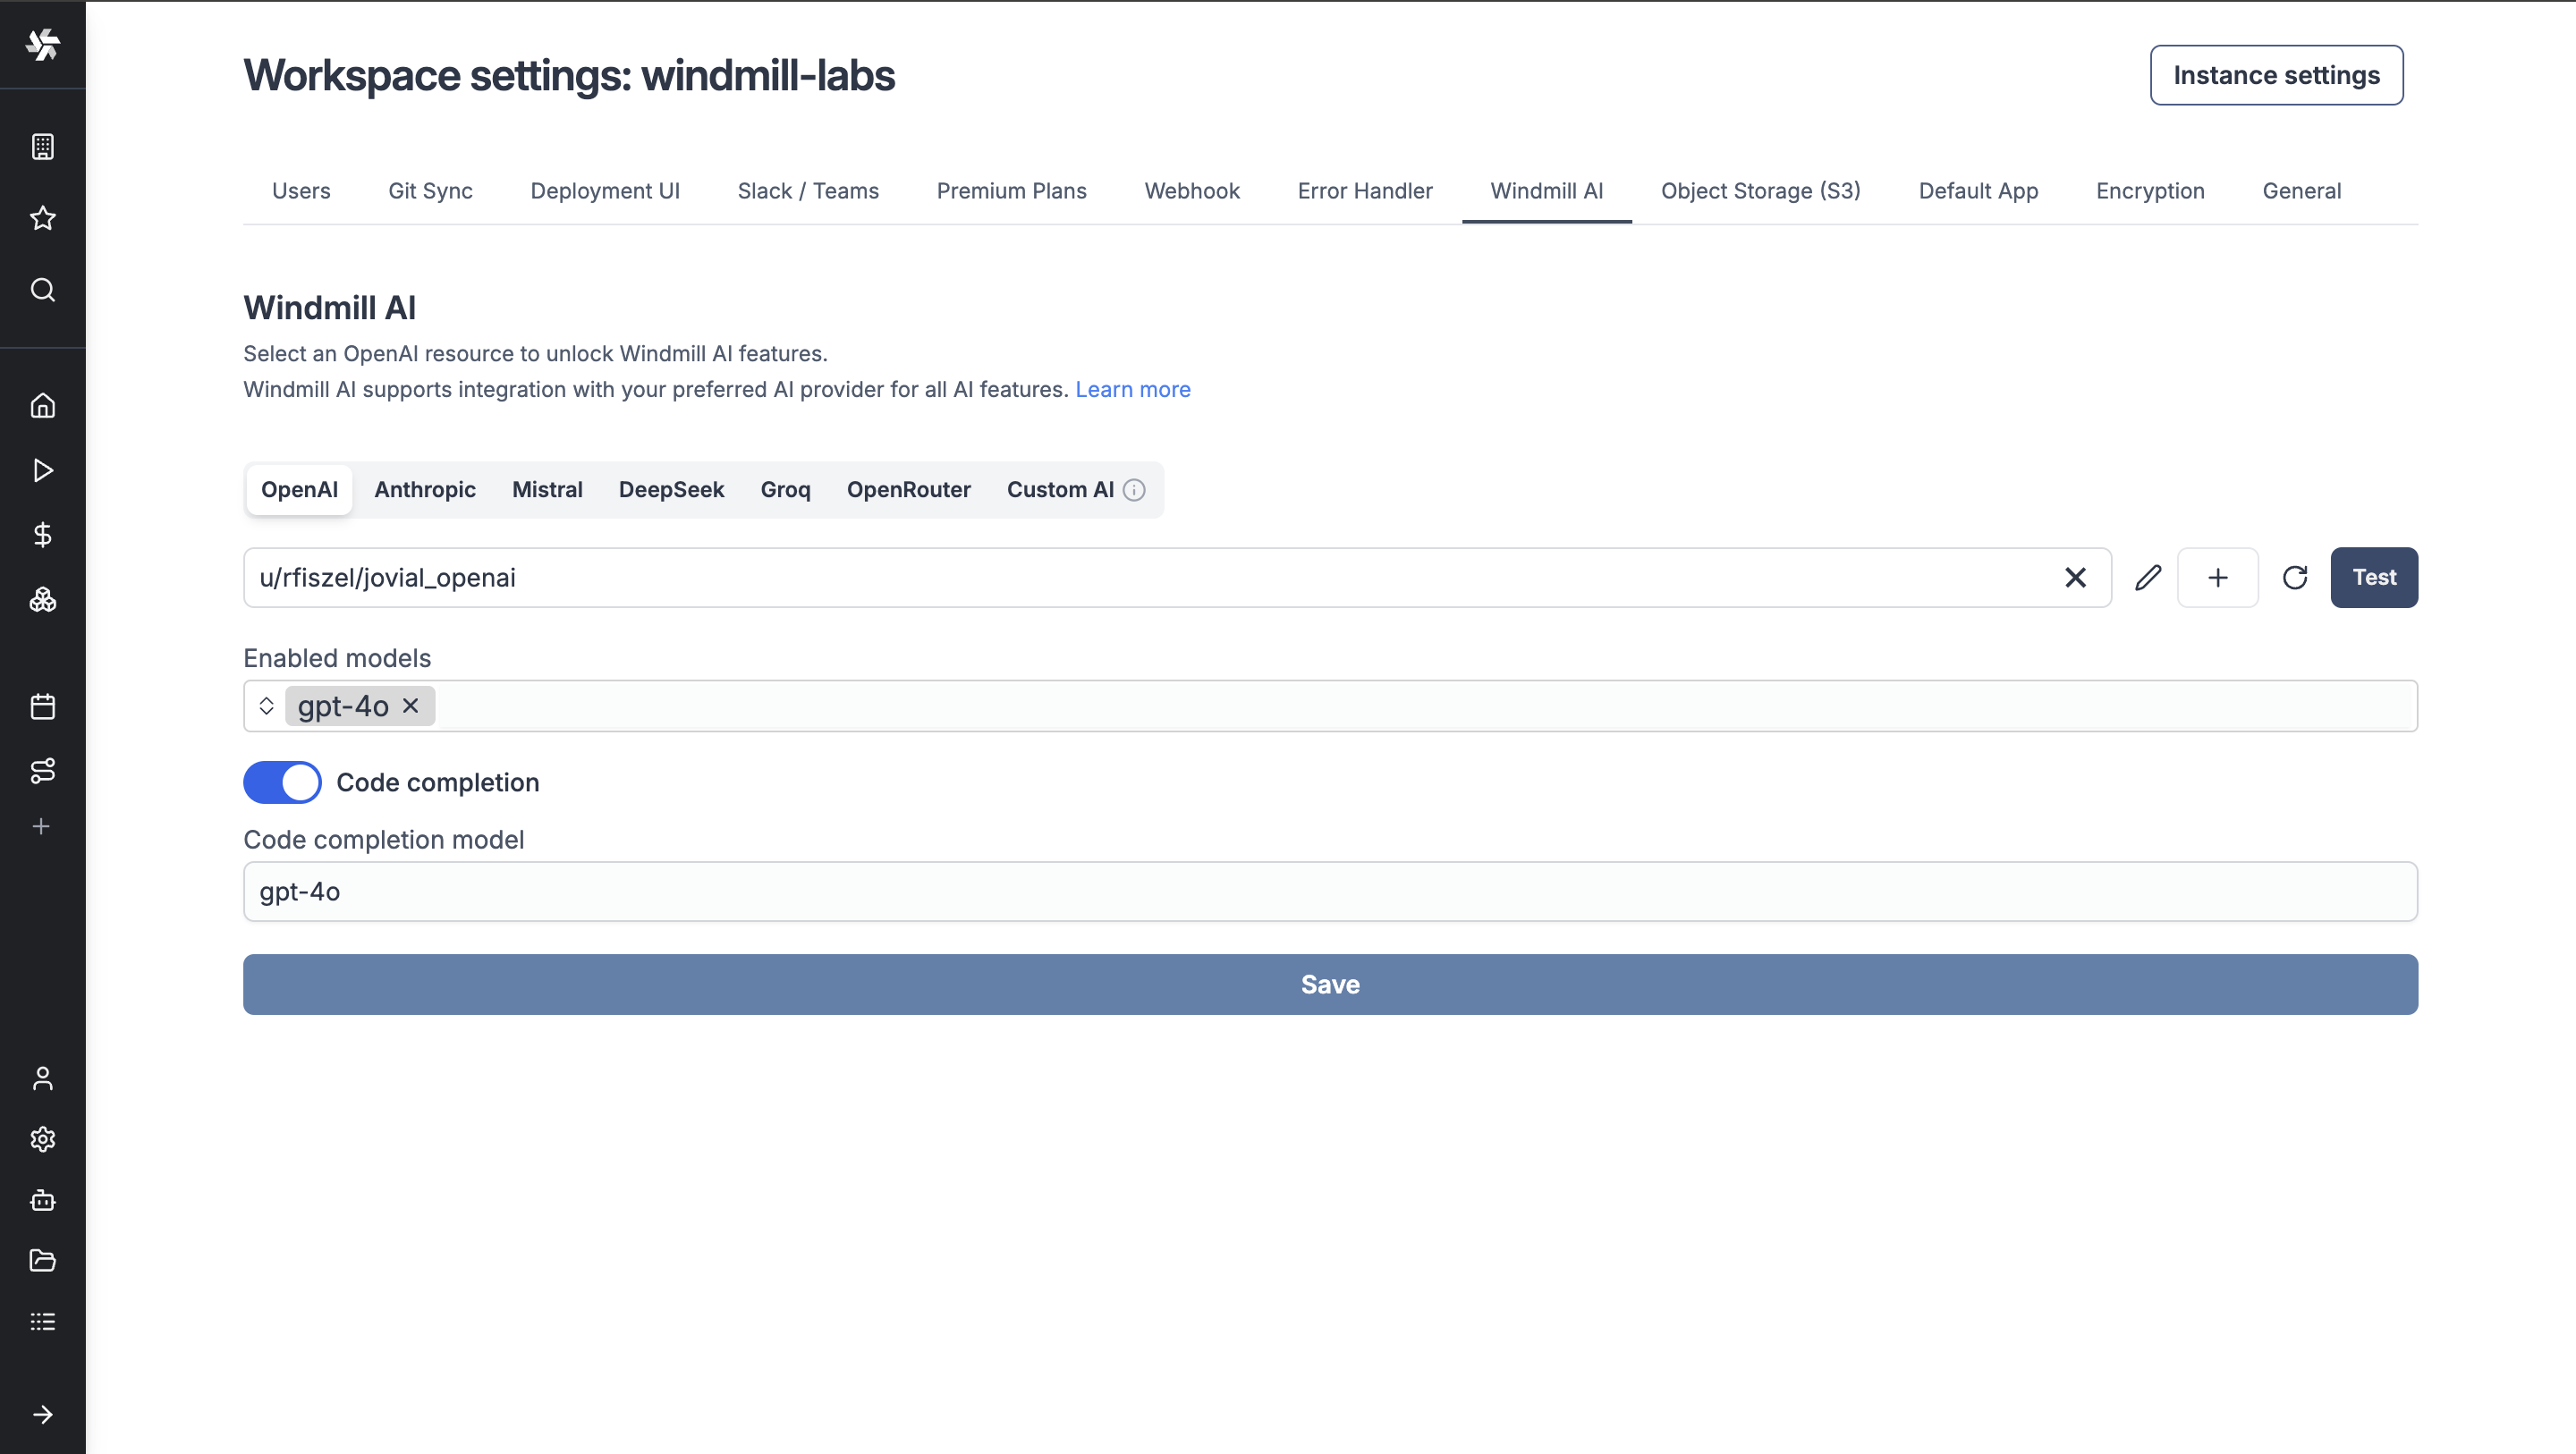 Workspace settings: windmill-labs
Instance settings
Users Git Sync Deployment UI Slack / Teams Premium Plans Webhook Error Handler Windmill AI Object Storage (S3) Default App Encryption General
Windmill AI
Select an OpenAI resource to unlock Windmill AI features.
Windmill AI supports integration with your preferred AI provider for all AI features. Learn more
OpenAI Anthropic Mistral DeepSeek Groq OpenRouter Custom AI
u/rfiszel/jovial_openai
Test
Enabled models
gpt-4o
Code completion
Code completion model
gpt-4o
Save